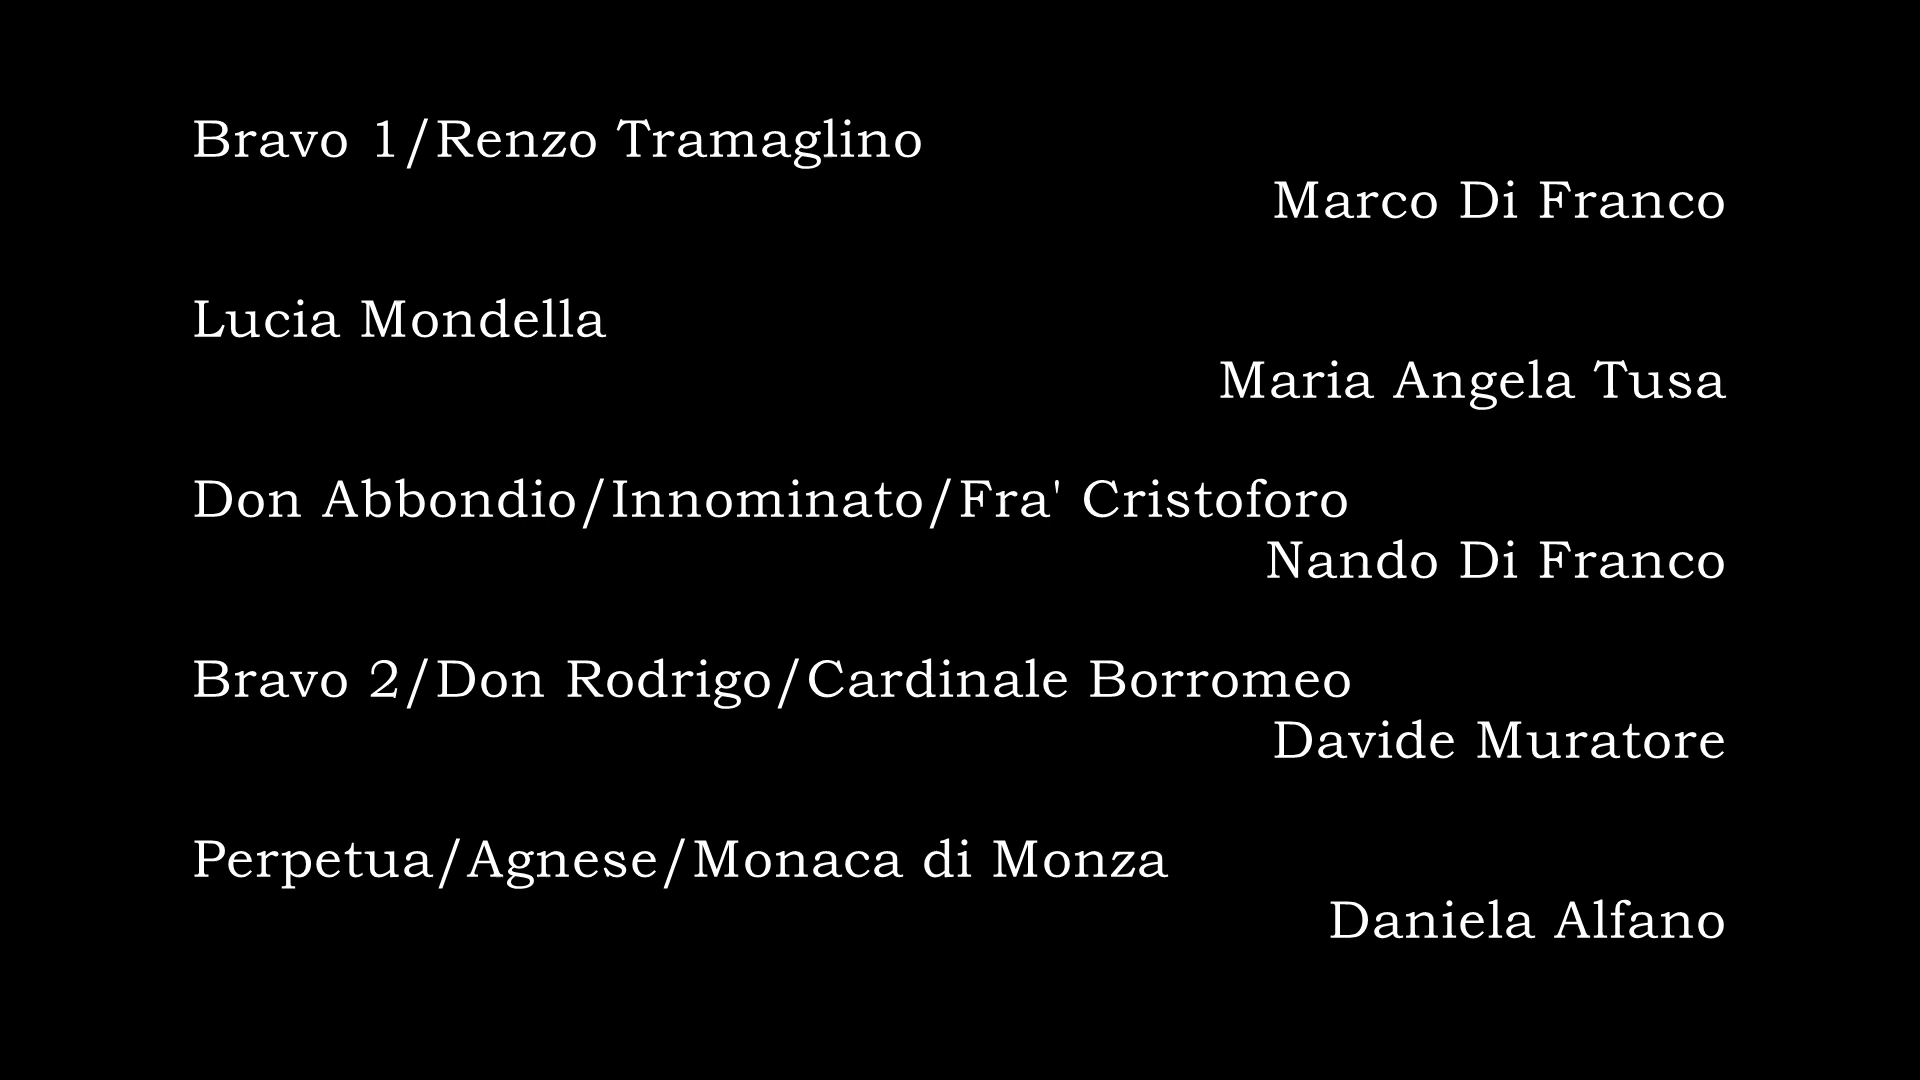 Bravo 1/Renzo Tramaglino
Marco Di Franco
Lucia Mondella
Maria Angela Tusa
Don Abbondio/Innominato/Fra' Cristoforo
Nando Di Franco
Bravo 2/Don Rodrigo/Cardinale Borromeo
Davide Muratore
Perpetua/Agnese/Monaca di Monza
Daniela Alfano